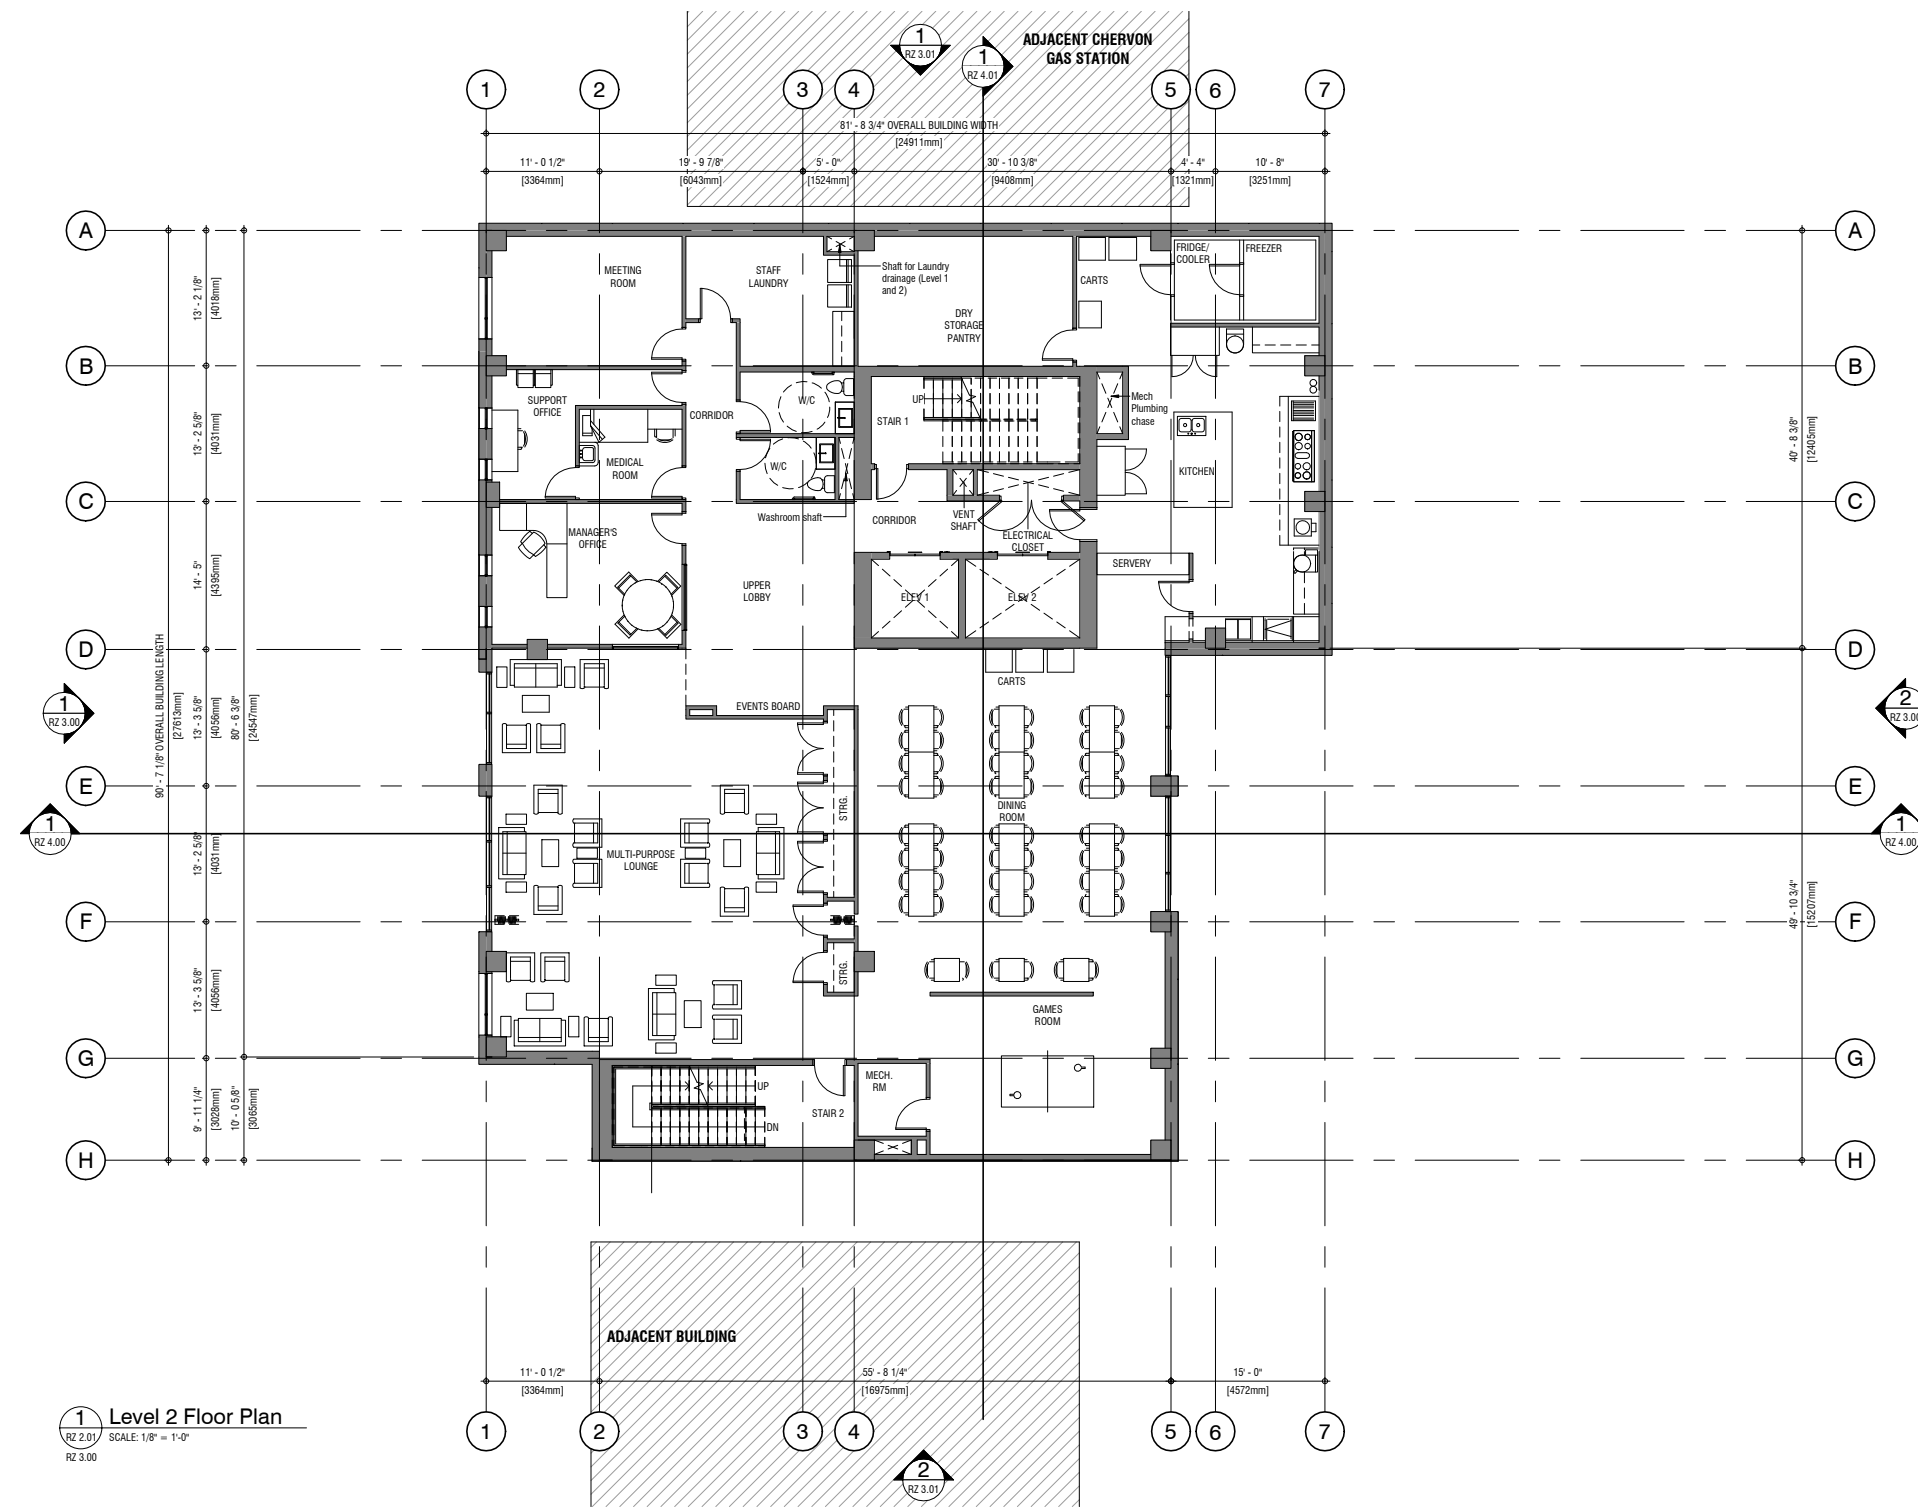 1
RZ 3.01
1
RZ 4.01
ADJACENT CHERVON
GAS STATION
1
2
3
4
5
6
7
81' - 8 3/4" OVERALL BUILDING WIDTH
[24911mm]
11' - 0 1/2"
19' - 9 7/8"
5' - 0"
30' - 10 3/8"
4' - 4"
10' - 8"
[3364mm]
[6043mm]
[1524mm]
[9408mm]
[1321mm]
[3251mm]
A
A
MEETING
ROOM
STAFF
LAUNDRY
Shaft for Laundry
drainage (Level 1
and 2)
DRY
STORAGE
PANTRY
CARTS
FRIDGE/
COOLER
FREEZER
13' - 2 1/8"
[4018mm]
B
B
SUPPORT
OFFICE
CORRIDOR
W/C
STAIR 1
UP
Mech
Plumbing
chase
13' - 2 5/8"
[4031mm]
40' - 8 3/8"
[12405mm]
MEDICAL
ROOM
W/C
KITCHEN
C
C
MANAGER'S
OFFICE
Washroom shaft
CORRIDOR
VENT
SHAFT
ELECTRICAL
CLOSET
SERVERY
14' - 5"
[4395mm]
UPPER
LOBBY
ELEV 1
ELEV 2
D
D
90' - 7 1/8" OVERALL BUILDING LENGTH
[27613mm]
13' - 3 5/8"
[4056mm]
80' - 6 3/8"
[24547mm]
1
RZ 3.00
2
RZ 3.00
CARTS
EVENTS BOARD
E
E
STRG.
DINING
ROOM
1
RZ 4.00
1
RZ 4.00
13' - 2 5/8"
[4031mm]
MULTI-PURPOSE
LOUNGE
F
F
49' - 10 3/4"
[15207mm]
STRG.
13' - 3 5/8"
[4056mm]
GAMES
ROOM
G
G
MECH.
RM
UP
DN
STAIR 2
9' - 11 1/4"
[3028mm]
10' - 0 5/8"
[3065mm]
H
H
ADJACENT BUILDING
11' - 0 1/2"
55' - 8 1/4"
15' - 0"
[3364mm]
[16975mm]
[4572mm]
1
2
3
4
5
6
7
1
RZ 2.01
RZ 3.00
Level 2 Floor Plan
SCALE: 1/8" = 1'-0"
2
RZ 3.01